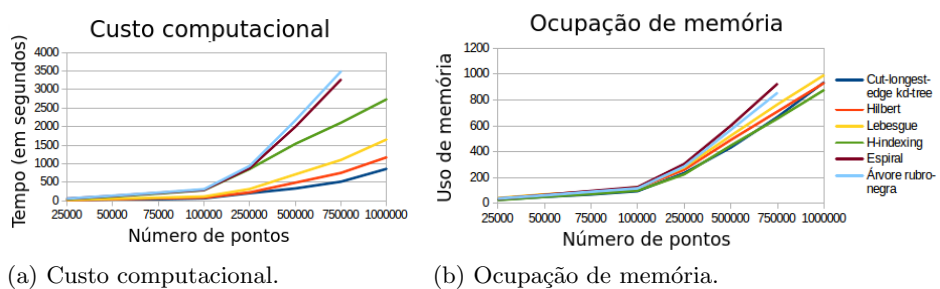 Custo computacional
Tempo (em segundos)
4000
3500
3000
2500
2000
1500
1000
500
0
25000 50000 75000 100000 250000 500000 750000 1000000
Número de pontos
(a) Custo computacional.
Ocupação de memória
Uso de memória
1200
1000
800
600
400
200
0
25000 50000 75000 100000 250000 500000 750000 1000000
Número de pontos
Cut-longest-
edge kd-tree
Hilbert
Lebesgue
H-indexing
Espiral
Árvore rubro-
negra
(b) Ocupação de memória.